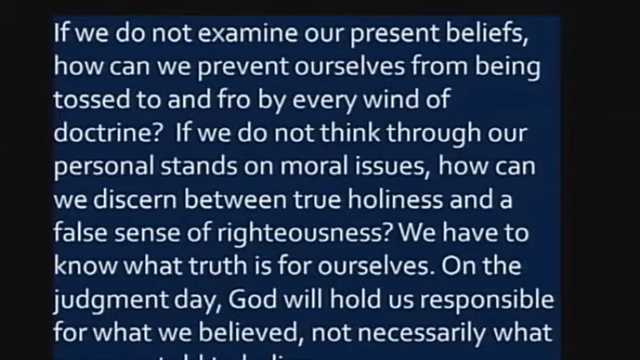 If we do not examine our present beliefs,
how can we prevent ourselves from being
tossed to and fro by every wind of
doctrine? If we do not think through our
personal stands on moral issues, how can
we discern between true holiness and a
false sense of righteousness? We have to
know what truth is for ourselves. On the
judgment day, God will hold us responsible
for what we believed, not necessarily what